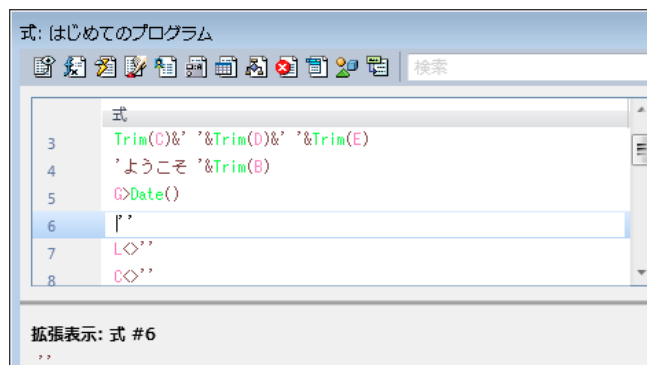 式: はじめてのプログラム
検索
式
3 Trim(C)&' '&Trim(D)&' '&Trim(E)
4 'ようこそ '&Trim(B)
5 G>Date()
6 ''
7 L<>''
8 C<>''
拡張表示: 式 #6
''